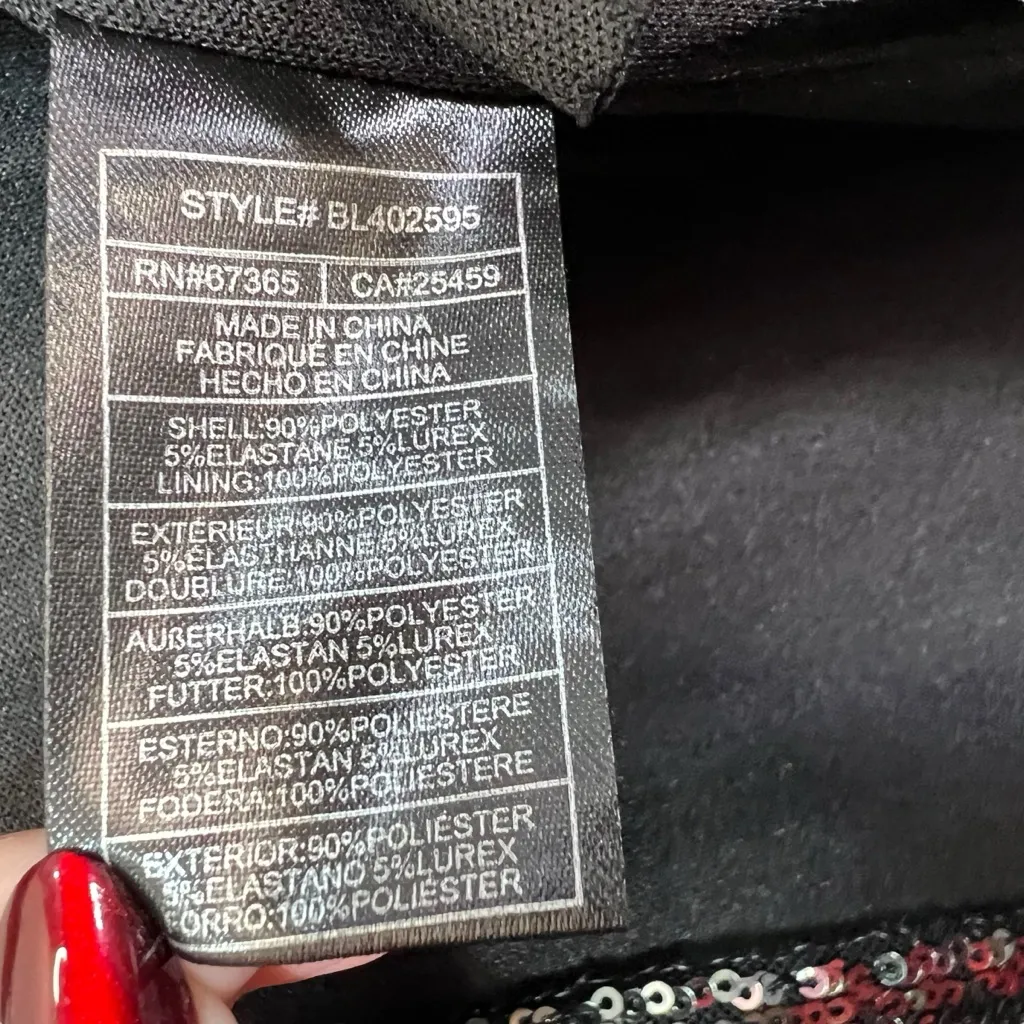 STYLE# BL402595
RN#67365 CA#25459
MADE IN CHINA
FABRIQUÉ EN CHINE
HECHO EN CHINA
SHELL:90%POLYESTER
5%ELASTANE 5%LUREX
LINING:100%POLYESTER
EXTÉRIEUR:90%POLYESTER
5%ÉLASTHANNE 5%LUREX
DOUBLURE:100%POLYESTER
AUßERHALB:90%POLYESTER
5%ELASTAN 5%LUREX
FUTTER:100%POLYESTER
ESTERNO:90%POLIESTERE
5%ELASTAN 5%LUREX
FODERA:100%POLIESTERE
EXTERIOR:90%POLIÉSTER
5%ELASTANO 5%LUREX
FORRO:100%POLIÉSTER